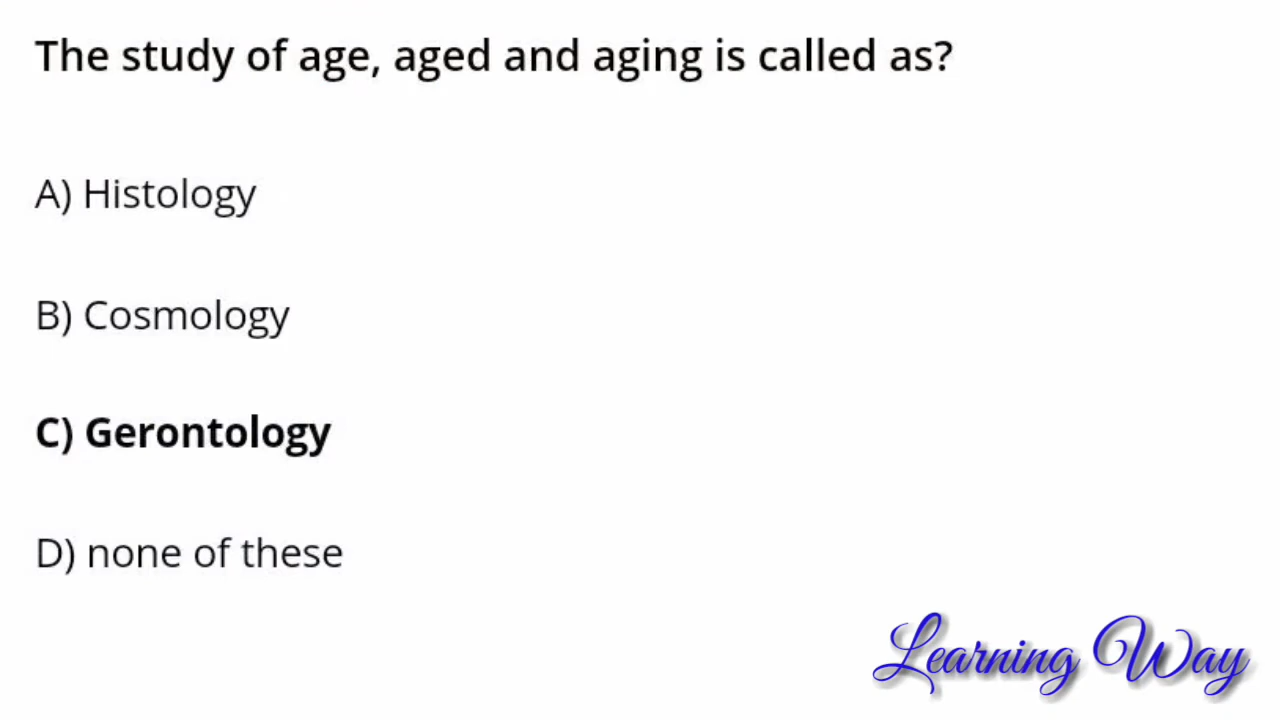 The study of age, aged and aging is called as?
A) Histology
B) Cosmology
C) Gerontology
D) none of these
Learning Way